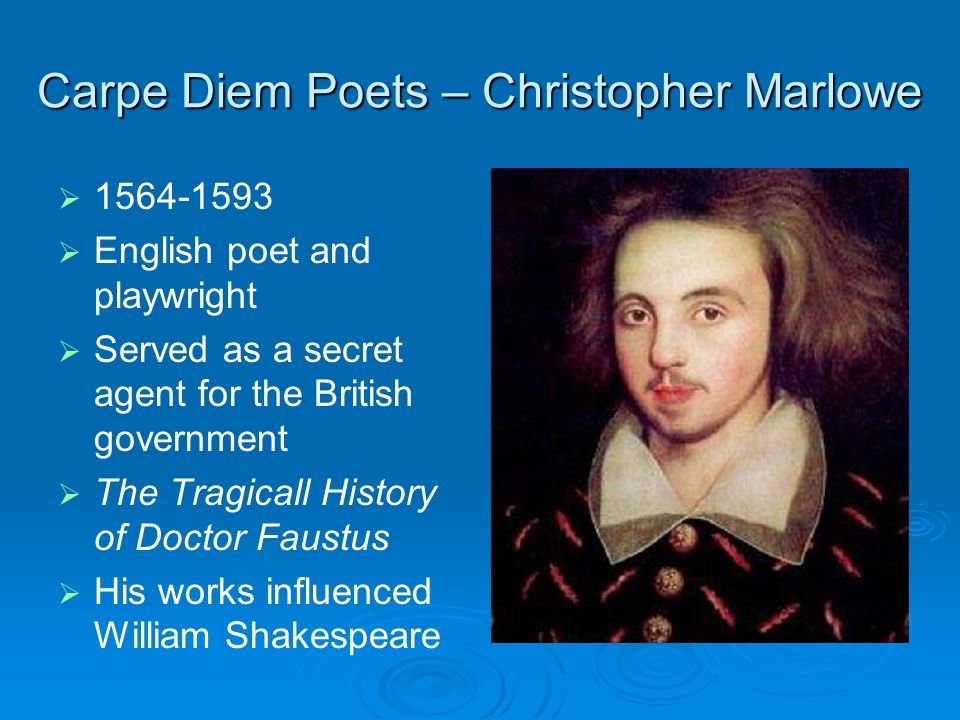 Carpe Diem Poets – Christopher Marlowe
1564-1593
English poet and
playwright
Served as a secret
agent for the British
government
The Tragicall History
of Doctor Faustus
His works influenced
William Shakespeare